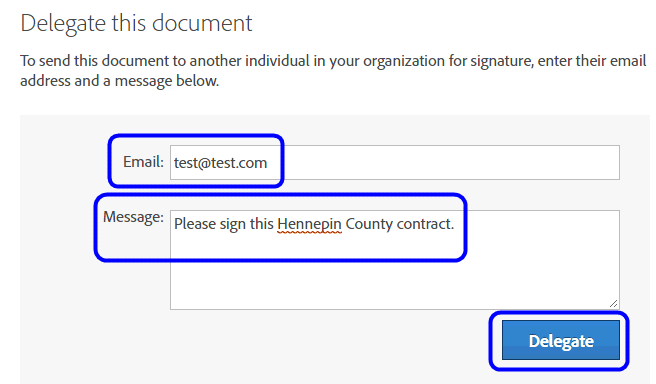 Delegate this document
To send this document to another individual in your organization for signature, enter their email
address and a message below.
Email: test@test.com
Message: Please sign this Hennepin County contract.
Delegate